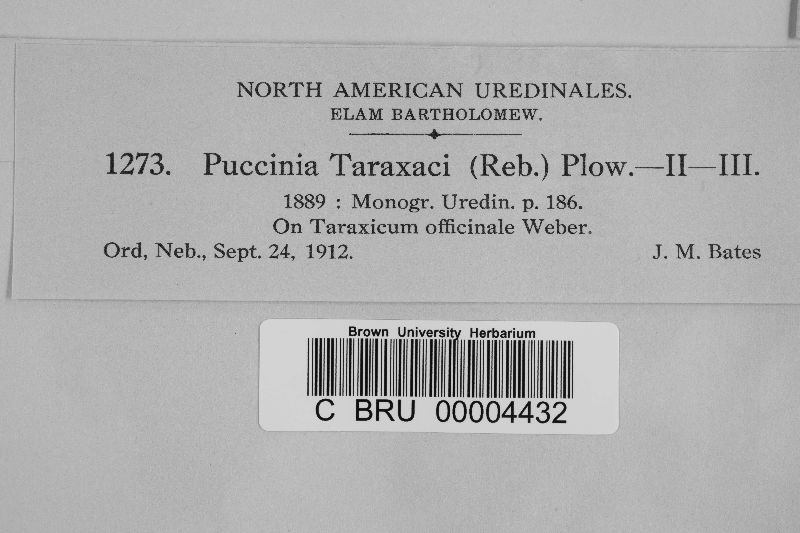 NORTH AMERICAN UREDINALES.
ELAM BARTHOLOMEW.
1273. Puccinia Taraxaci (Reb.) Plow.—II—III.
1889 : Monogr. Uredin. p. 186.
On Taraxicum officinale Weber.
Ord, Neb., Sept. 24, 1912. J. M. Bates
Brown University Herbarium
C BRU 00004432